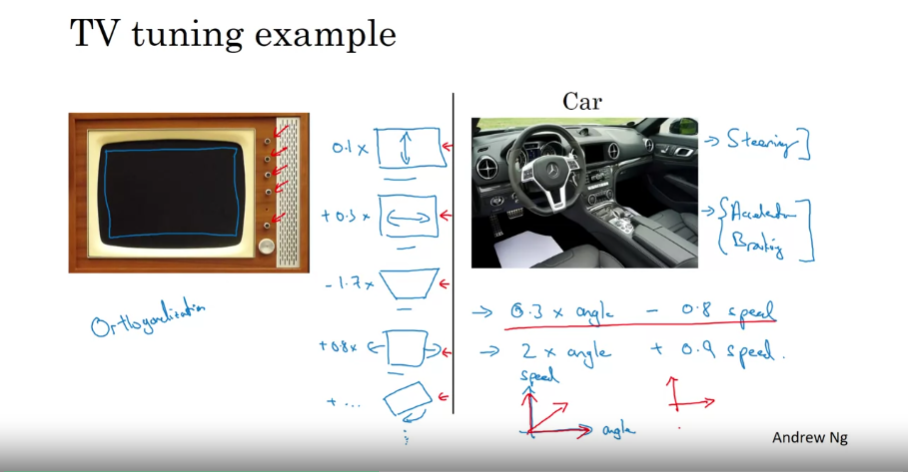 TV tuning example
Car
0.1 x
+ 0.3 x
- 1.7 x
+ 0.8 x
+ ...
Orthogonalization
→ Steering
→ Acceleration
Braking
→ 0.3 x angle - 0.8 speed
→ 2 x angle + 0.9 speed.
speed
angle
Andrew Ng